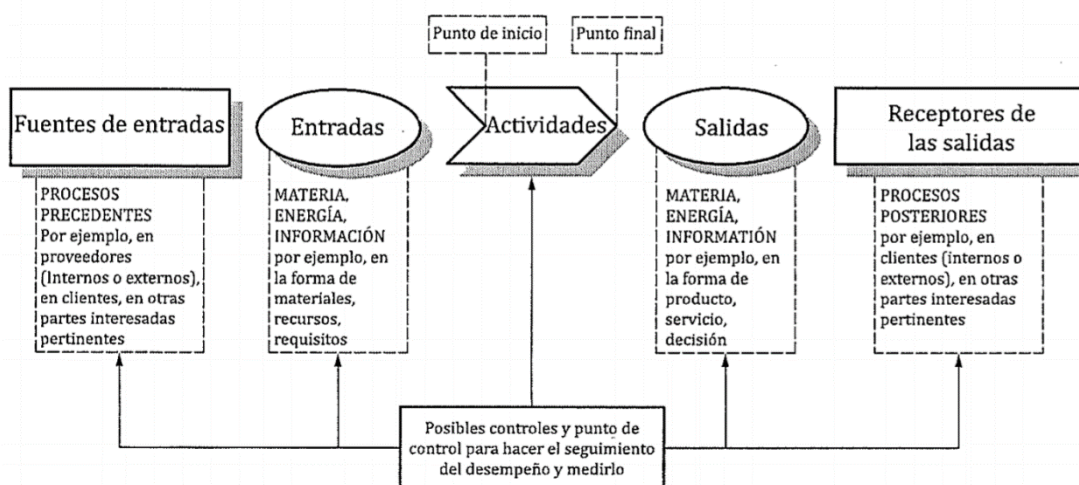 Punto de inicio
Punto final
Fuentes de entradas
Entradas
Actividades
Salidas
Receptores de
las salidas
PROCESOS
PRECEDENTES
Por ejemplo, en
proveedores
(Internos o externos),
en clientes, en otras
partes interesadas
pertinentes
MATERIA,
ENERGÍA,
INFORMACIÓN
por ejemplo, en
la forma de
materiales,
recursos,
requisitos
MATERIA,
ENERGÍA,
INFORMATIÓN
por ejemplo, en
la forma de
producto,
servicio,
decisión
PROCESOS
POSTERIORES
por ejemplo, en
clientes (internos o
externos), en otras
partes interesadas
pertinentes
Posibles controles y punto de
control para hacer el seguimiento
del desempeño y medirlo